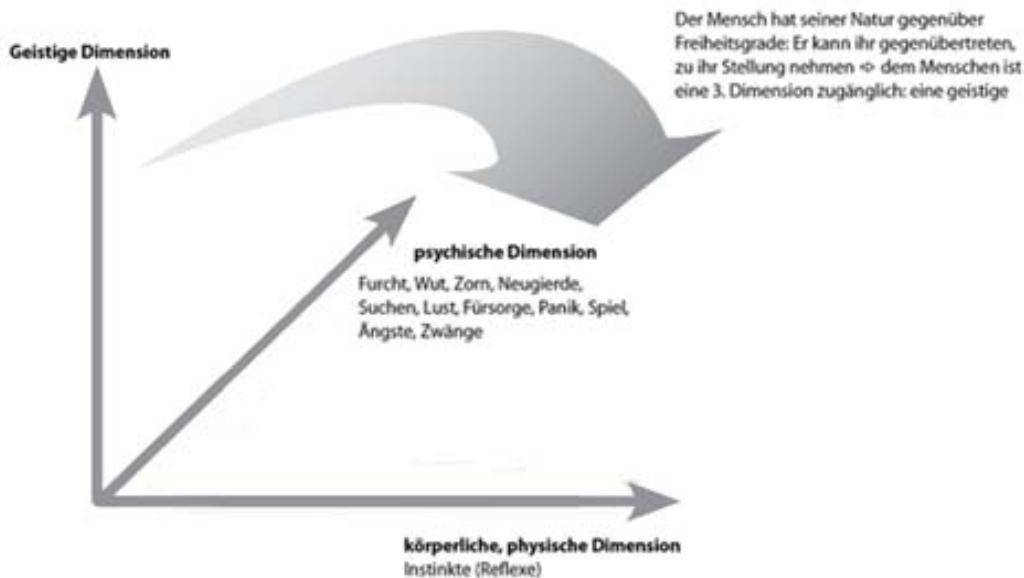 Geistige Dimension
Der Mensch hat seiner Natur gegenüber
Freiheitsgrade: Er kann ihr gegenübertreten,
zu ihr Stellung nehmen ➪ dem Menschen ist
eine 3. Dimension zugänglich: eine geistige
psychische Dimension
Furcht, Wut, Zorn, Neugierde,
Suchen, Lust, Fürsorge, Panik, Spiel,
Ängste, Zwänge
körperliche, physische Dimension
Instinkte (Reflexe)